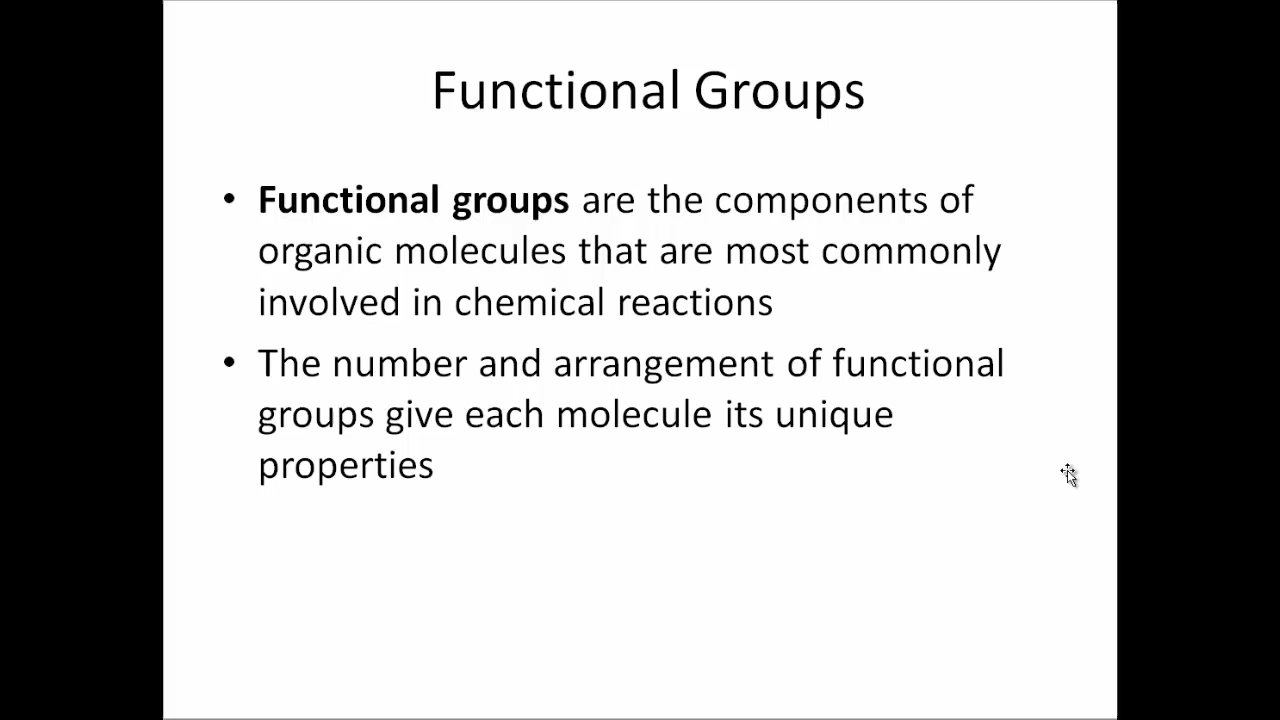 Functional Groups
• Functional groups are the components of
organic molecules that are most commonly
involved in chemical reactions
• The number and arrangement of functional
groups give each molecule its unique
properties